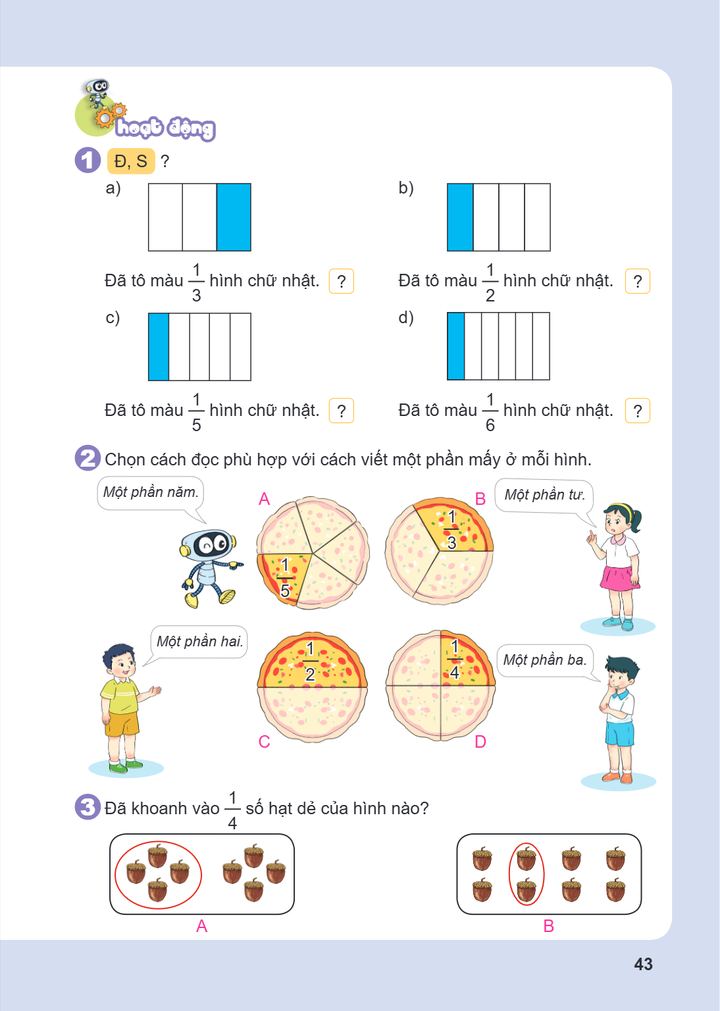 hoạt động
1 Đ, S ?
a)
b)
Đã tô màu 1/3 hình chữ nhật. ?
Đã tô màu 1/2 hình chữ nhật. ?
c)
d)
Đã tô màu 1/5 hình chữ nhật. ?
Đã tô màu 1/6 hình chữ nhật. ?
2 Chọn cách đọc phù hợp với cách viết một phần mấy ở mỗi hình.
Một phần năm.
A
B
Một phần tư.
1/5
1/3
Một phần hai.
1/2
1/4
Một phần ba.
C
D
3 Đã khoanh vào 1/4 số hạt dẻ của hình nào?
A
B
43